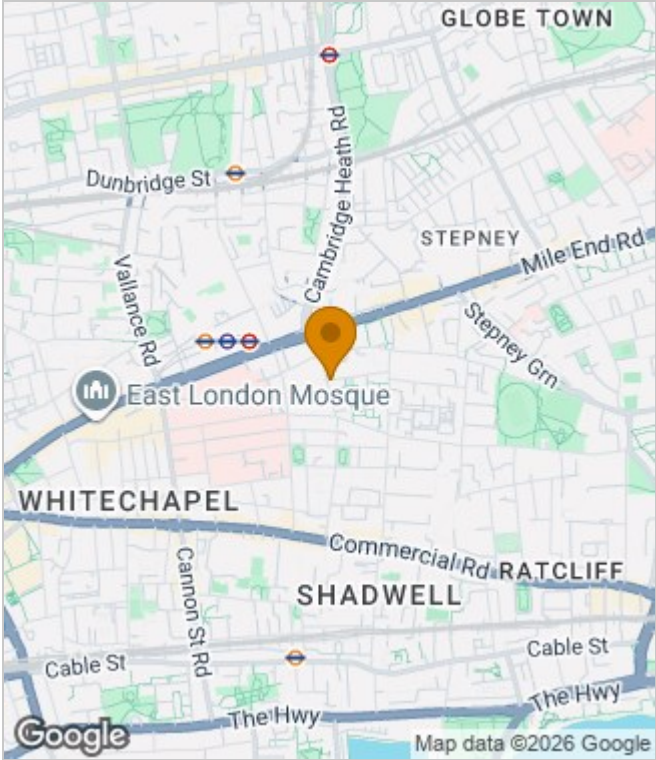 GLOBE TOWN
Cambridge Heath Rd
Dunbridge St
STEPNEY
Mile End Rd
Vallance Rd
Stepney Grn
East London Mosque
WHITECHAPEL
Commercial Rd
RATCLIFF
Cannon St Rd
SHADWELL
Cable St
Cable St
The Hwy
The Hwy
Google
Map data ©2026 Google